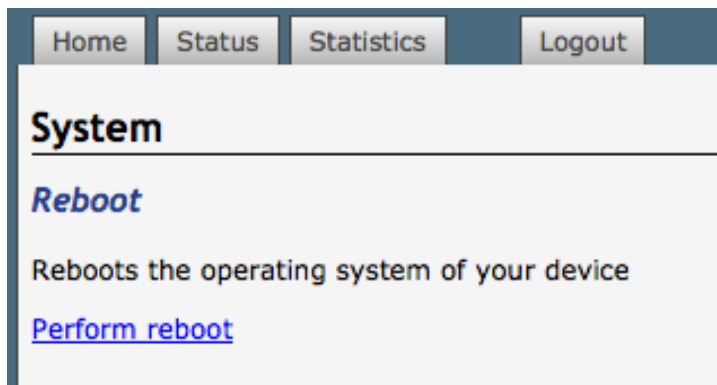 Home Status Statistics Logout
System
Reboot
Reboots the operating system of your device
Perform reboot